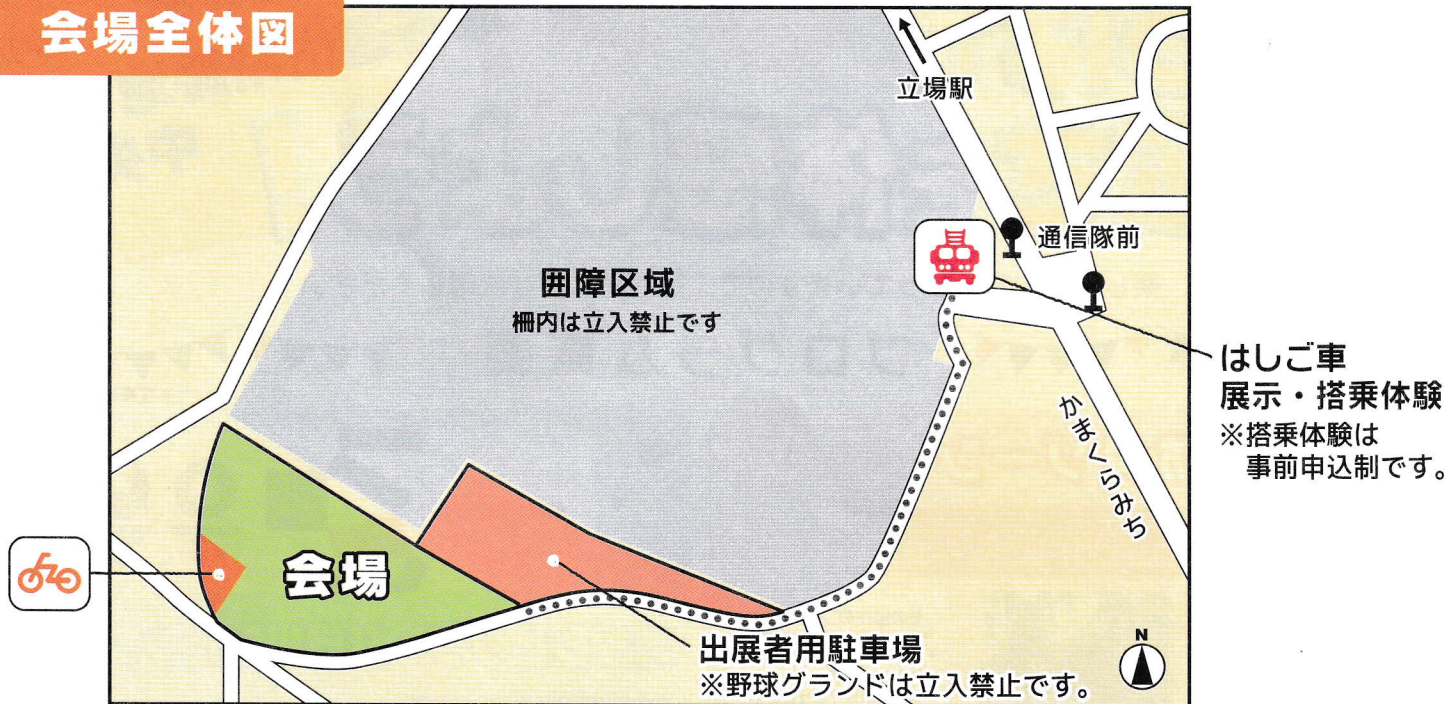 会場全体図
立場駅
通信隊前
囲障区域
柵内は立入禁止です
はしご車
展示・搭乗体験
※搭乗体験は
事前申込制です。
かまくらみち
会場
出展者用駐車場
※野球グランドは立入禁止です。
N